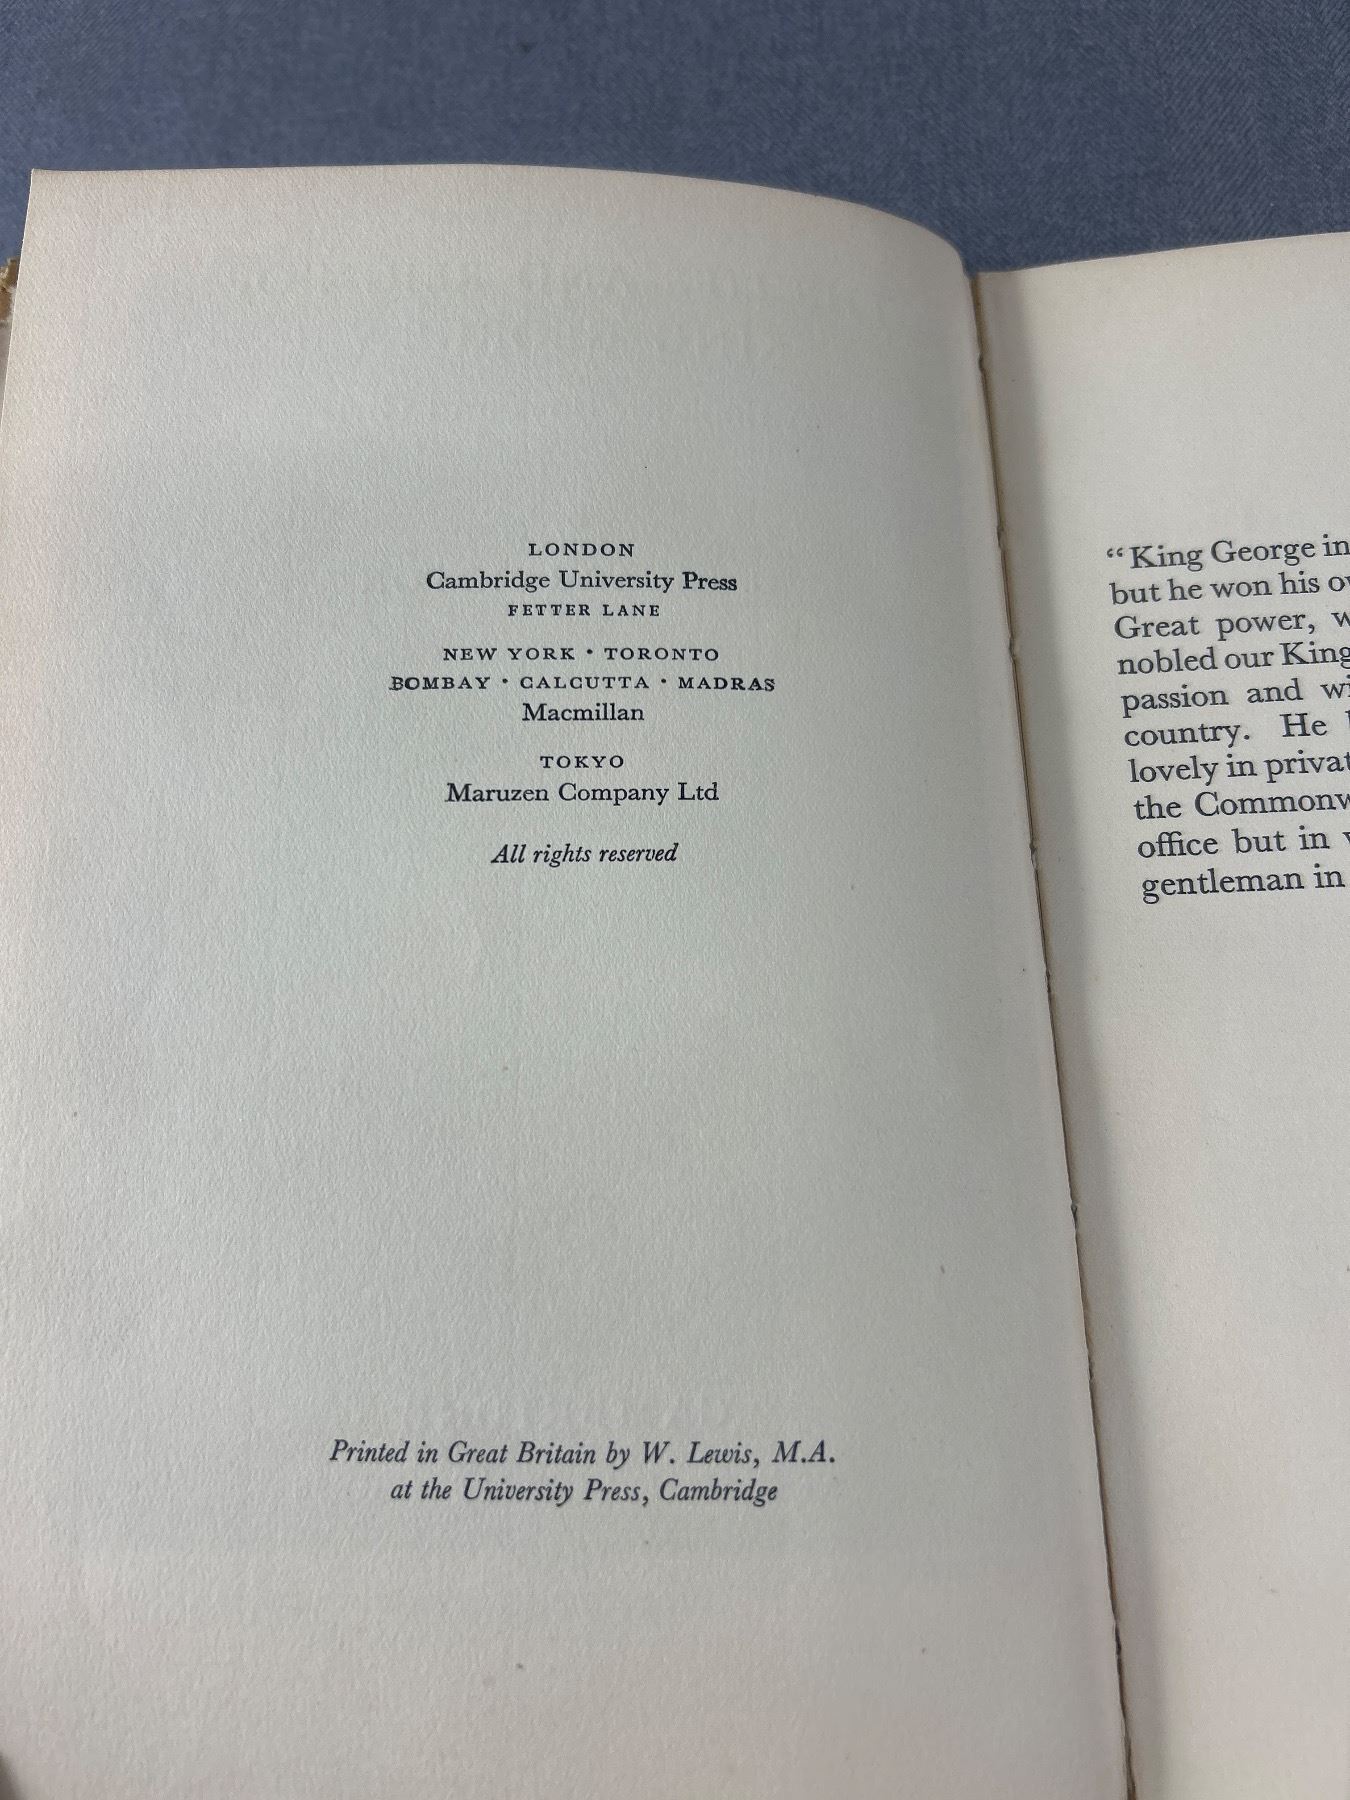 LONDON
Cambridge University Press
FETTER LANE
NEW YORK • TORONTO
BOMBAY • CALCUTTA • MADRAS
Macmillan
TOKYO
Maruzen Company Ltd
All rights reserved
Printed in Great Britain by W. Lewis, M.A.
at the University Press, Cambridge
“King George in
but he won his
Great power,
nobled our King
passion and
country. He
lovely in
the
office but in
gentleman in